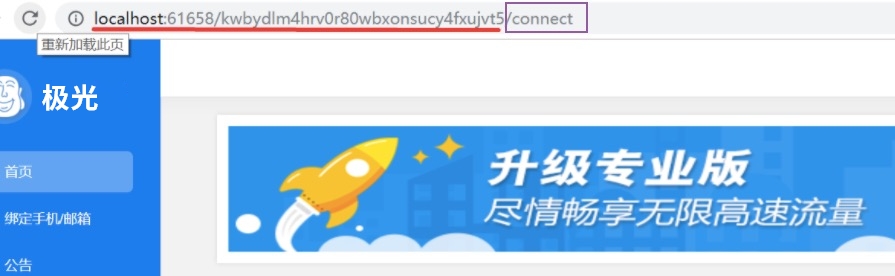 localhost:61658/kwbydlm4hrv0r80wbxonsucy4fxujvt5/connect
重新加载此页
极光
首页
绑定手机/邮箱
公告
升级专业版
尽情畅享无限高速流量